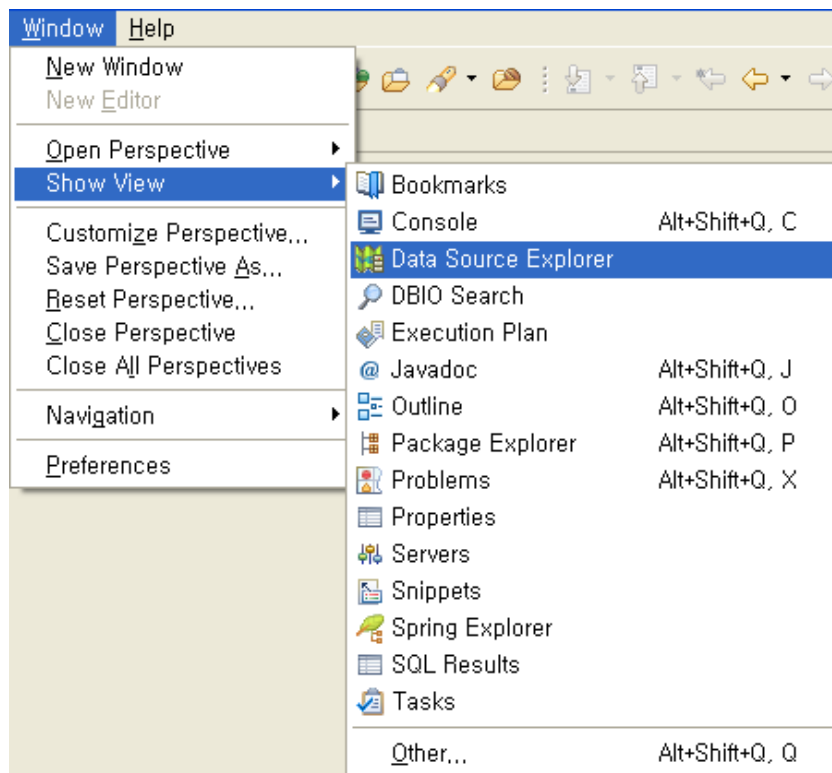 Window Help
New Window
New Editor
Open Perspective
Show View
Customize Perspective...
Save Perspective As...
Reset Perspective...
Close Perspective
Close All Perspectives
Navigation
Preferences
Bookmarks
Console Alt+Shift+Q, C
Data Source Explorer
DBIO Search
Execution Plan
@ Javadoc Alt+Shift+Q, J
Outline Alt+Shift+Q, O
Package Explorer Alt+Shift+Q, P
Problems Alt+Shift+Q, X
Properties
Servers
Snippets
Spring Explorer
SQL Results
Tasks
Other... Alt+Shift+Q, Q